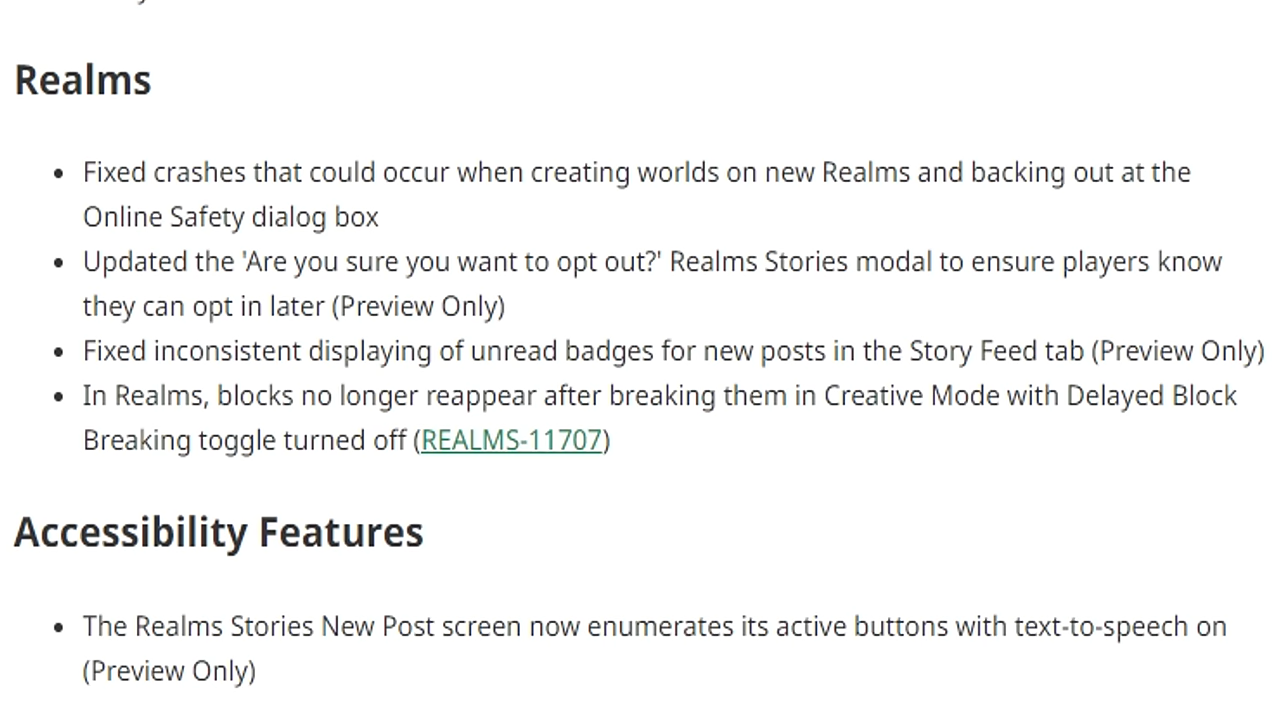 Realms
• Fixed crashes that could occur when creating worlds on new Realms and backing out at the
Online Safety dialog box
• Updated the 'Are you sure you want to opt out?' Realms Stories modal to ensure players know
they can opt in later (Preview Only)
• Fixed inconsistent displaying of unread badges for new posts in the Story Feed tab (Preview Only)
• In Realms, blocks no longer reappear after breaking them in Creative Mode with Delayed Block
Breaking toggle turned off (REALMS-11707)
Accessibility Features
• The Realms Stories New Post screen now enumerates its active buttons with text-to-speech on
(Preview Only)